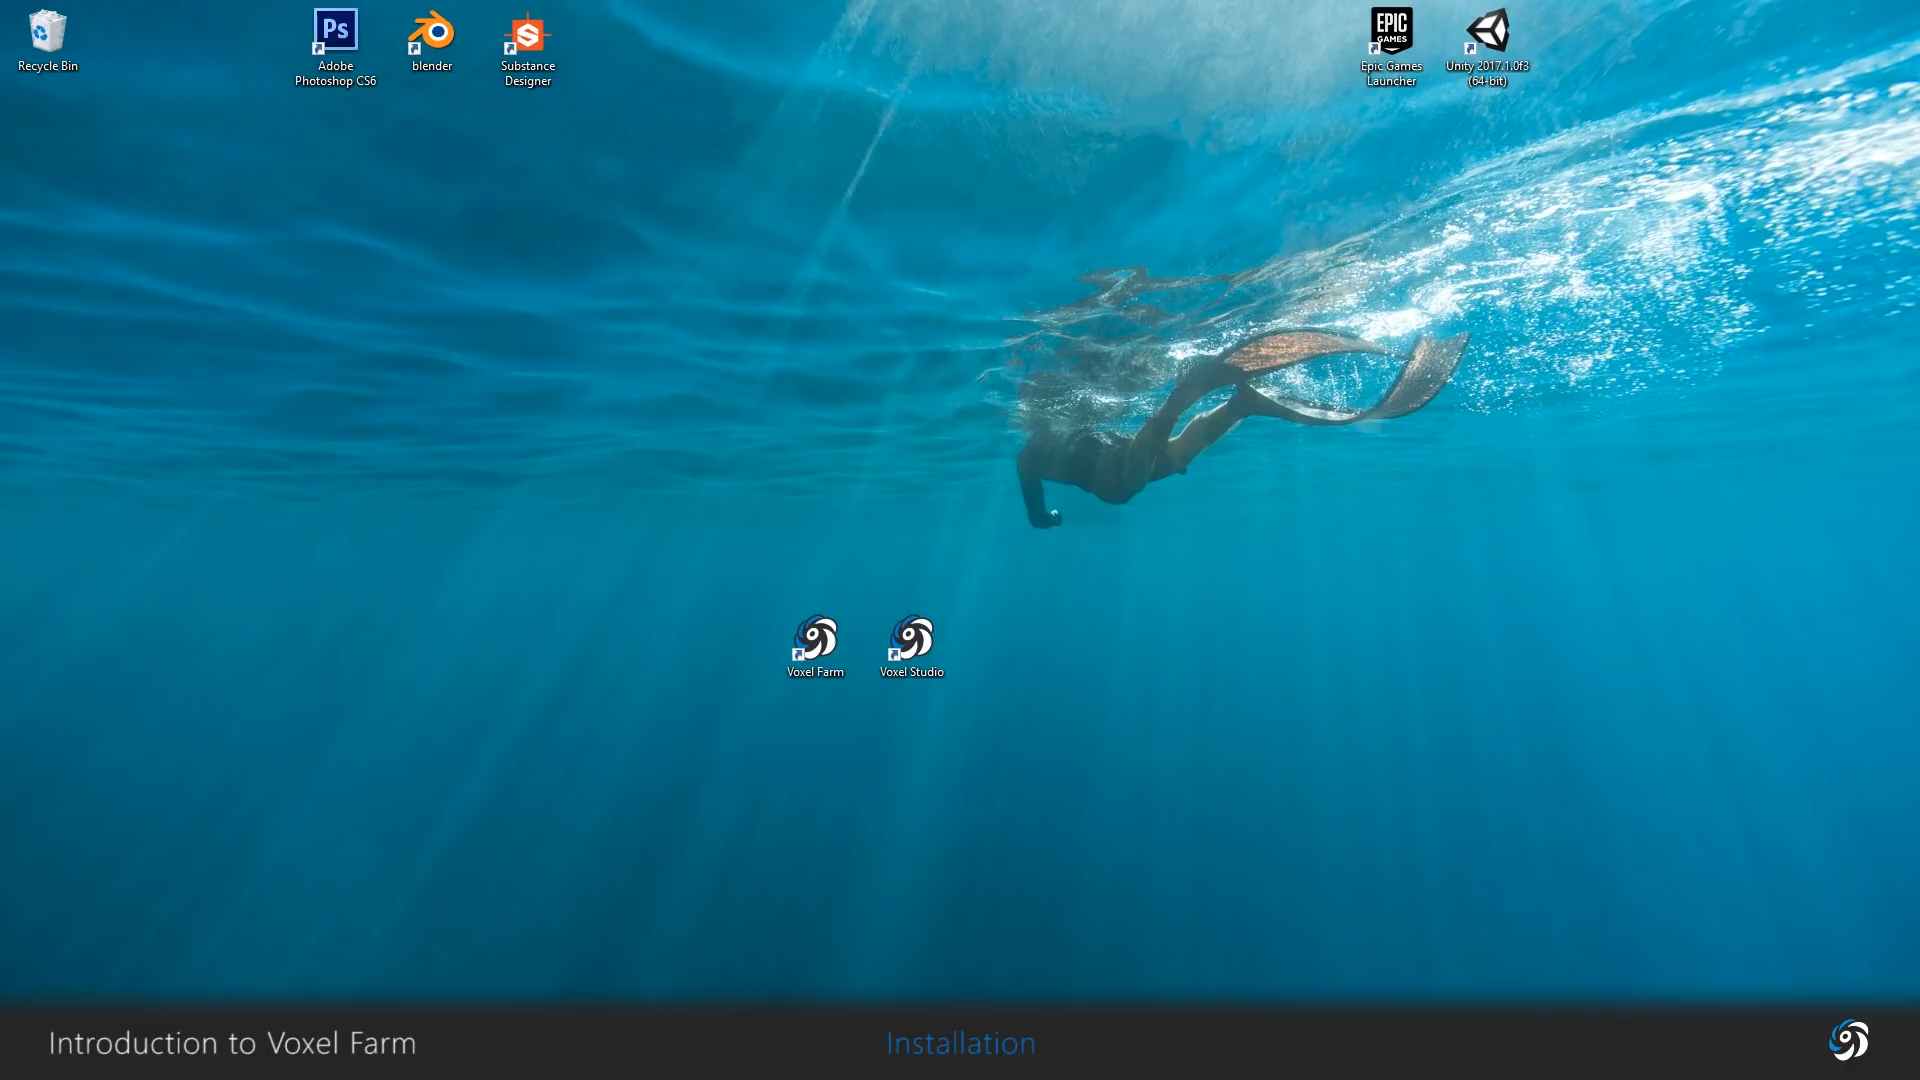 Recycle Bin
Ps
Adobe
Photoshop CS6
blender
S
Substance
Designer
EPIC
GAMES
Epic Games
Launcher
Unity 2017.1.0f3
(64-bit)
Voxel Farm
Voxel Studio
Introduction to Voxel Farm
Installation